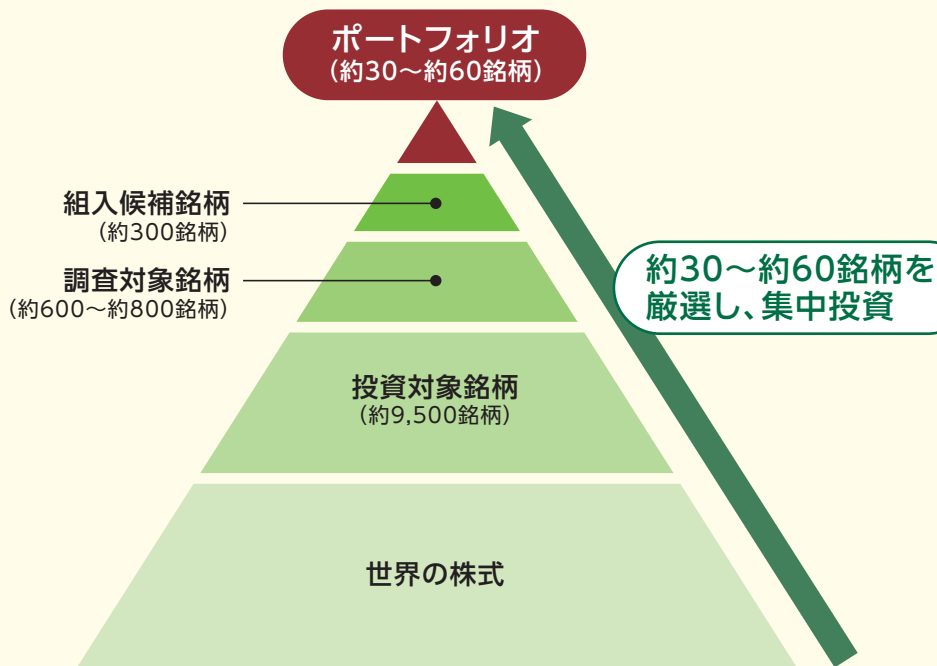 ポートフォリオ
（約30～約60銘柄）
組入候補銘柄
（約300銘柄）
調査対象銘柄
（約600～約800銘柄）
約30～約60銘柄を
厳選し、集中投資
投資対象銘柄
（約9,500銘柄）
世界の株式